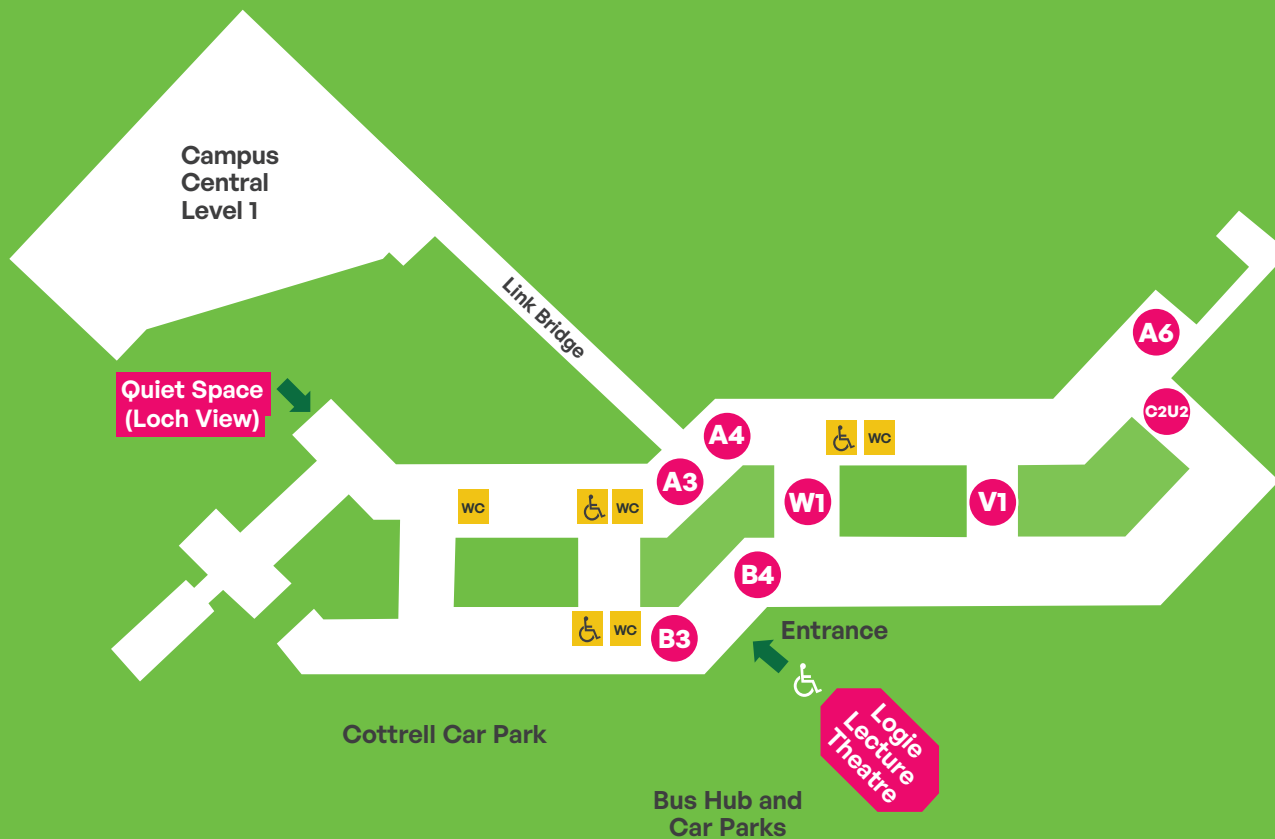 Campus
Central
Level 1
Link Bridge
A6
Quiet Space
(Loch View)
C2U2
A4
WC
A3
WC
WC
W1
V1
B4
WC
B3
Entrance
Logie
Lecture
Theatre
Cottrell Car Park
Bus Hub and
Car Parks